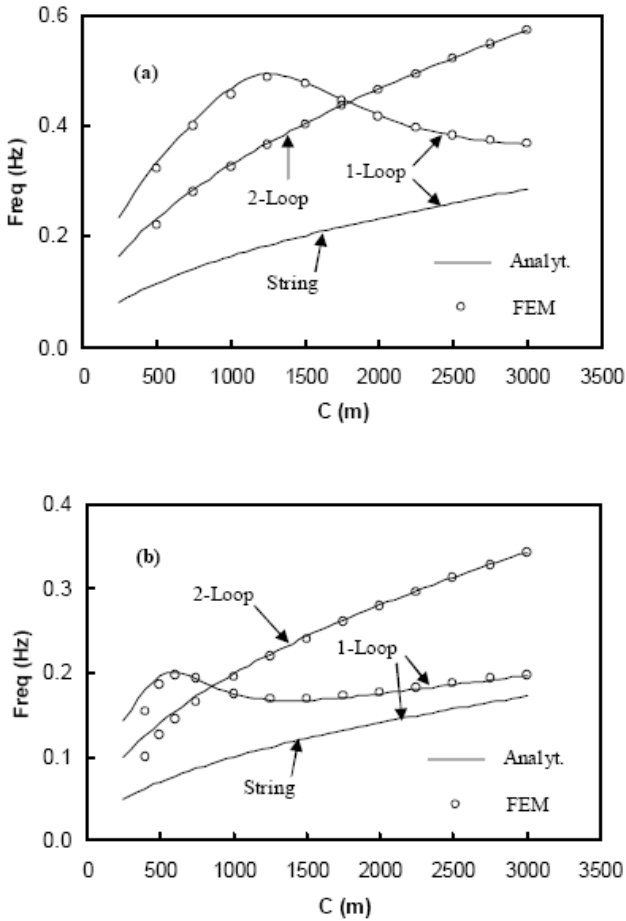 0.6
(a)
0.4
Freq (Hz)
1-Loop
2-Loop
0.2
String
Analyt.
FEM
0.0
0 500 1000 1500 2000 2500 3000 3500
C (m)
0.4
(b)
2-Loop
0.3
Freq (Hz)
1-Loop
0.2
0.1
String
Analyt.
FEM
0.0
0 500 1000 1500 2000 2500 3000 3500
C (m)